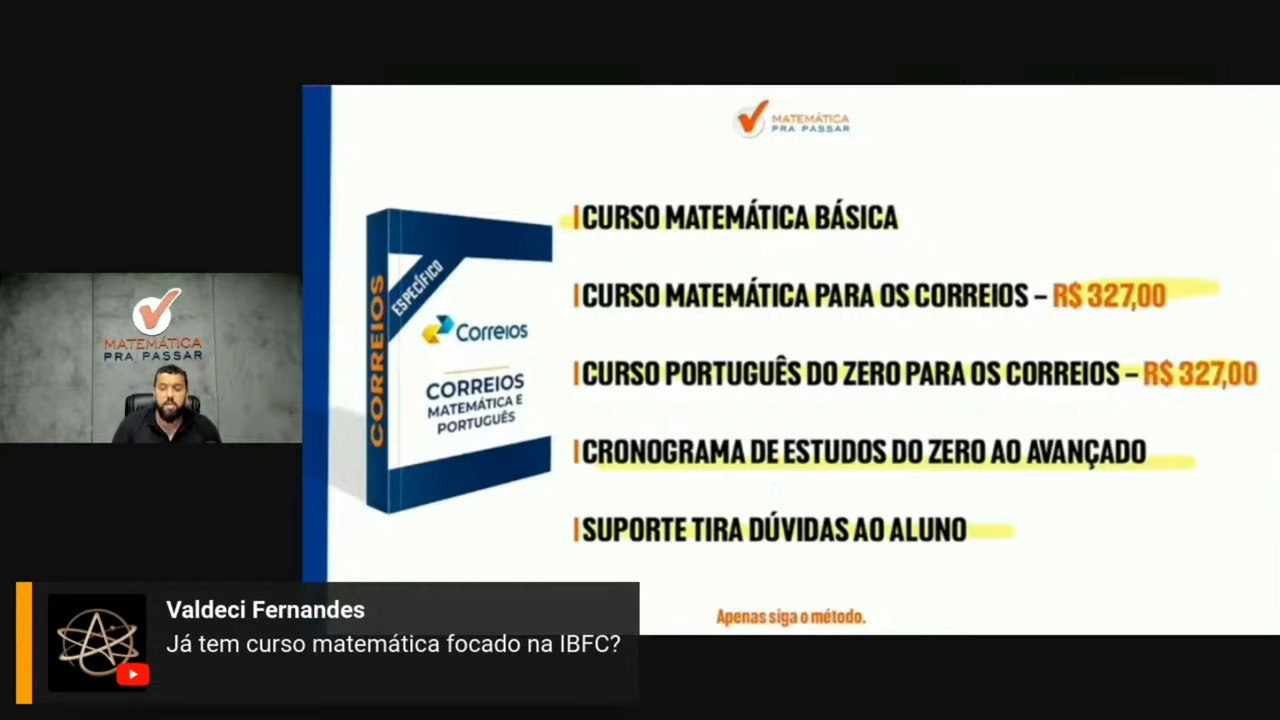 MATEMÁTICA
PRA PASSAR
CURSO MATEMÁTICA BÁSICA
CURSO MATEMÁTICA PARA OS CORREIOS – R$ 327,00
CURSO PORTUGUÊS DO ZERO PARA OS CORREIOS – R$ 327,00
CRONOGRAMA DE ESTUDOS DO ZERO AO AVANÇADO
SUPORTE TIRA DÚVIDAS AO ALUNO
Apenas siga o método.
CORREIOS
ESPECÍFICO
Correios
CORREIOS
MATEMÁTICA E
PORTUGUÊS
MATEMÁTICA
PRA PASSAR
Valdeci Fernandes
Já tem curso matemática focado na IBFC?